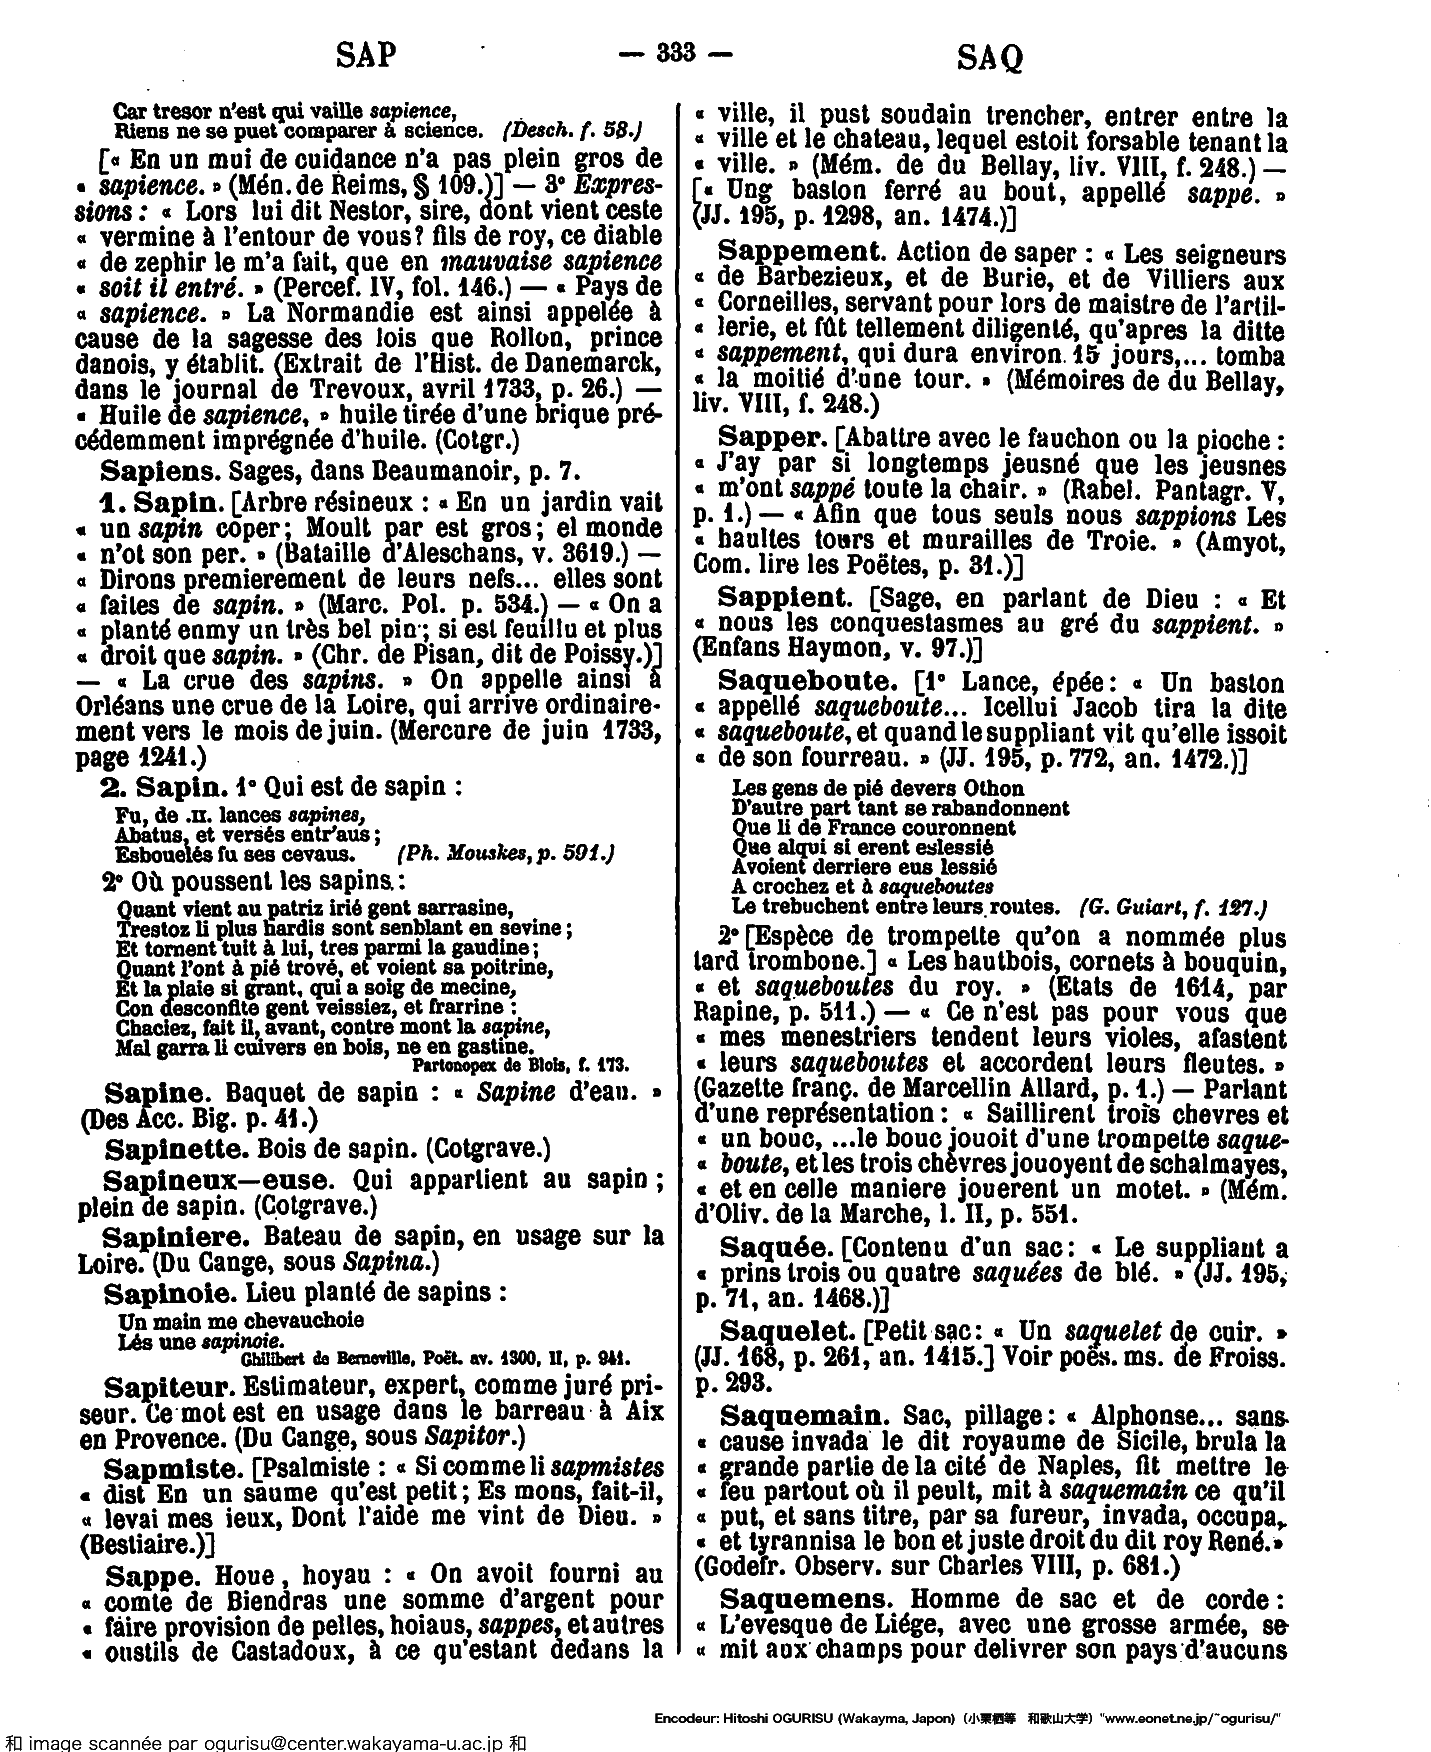 SAP — 333 — SAQ
Car tresor n'est qui vaille sapience,
Riens ne se puet comparer à science. (Desch. f. 58.)
[« En un mui de cuidance n'a pas plein gros de
« sapience. » (Mén. de Reims, § 109.)] — 3° Expres-
sions : « Lors lui dit Nestor, sire, dont vient ceste
« vermine à l'entour de vous? fils de roy, ce diable
« de zephir le m'a fait, que en mauvaise sapience
« soit il entré. » (Percef. IV, fol. 146.) — « Pays de
« sapience. » La Normandie est ainsi appelée à
cause de la sagesse des lois que Rollon, prince
danois, y établit. (Extrait de l'Hist. de Danemarck,
dans le journal de Trevoux, avril 1733, p. 26.) —
« Huile de sapience, » huile tirée d'une brique pré-
cédemment imprégnée d'huile. (Cotgr.)
Sapiens. Sages, dans Beaumanoir, p. 7.
1. Sapin. [Arbre résineux : « En un jardin vait
« un sapin coper; Moult par est gros; el monde
« n'ot son per. » (Bataille d'Aleschans, v. 3619.) —
« Dirons premierement de leurs nefs... elles sont
« faites de sapin. » (Marc. Pol. p. 534.) — « On a
« planté enmy un très bel pin; si est feuillu et plus
« droit que sapin. » (Chr. de Pisan, dit de Poissy.)]
— « La crue des sapins. » On appelle ainsi à
Orléans une crue de la Loire, qui arrive ordinaire-
ment vers le mois de juin. (Mercure de juin 1733,
page 1241.)
2. Sapin. 1° Qui est de sapin :
Fu, de .II. lances sapines,
Abatus, et versés entr'aus;
Esbouelés fu ses cevaus. (Ph. Mouskes, p. 591.)
2° Où poussent les sapins :
Quant vient au patriz irié gent sarrasine,
Trestoz li plus hardis sont senblant en sevine;
Et tornent tuit à lui, tres parmi la gaudine;
Quant l'ont à pié trové, et voient sa poitrine,
Et la plaie si grant, qui a soig de mecine,
Con desconfite gent veissiez, et frarrine :
Chaciez, fait il, avant, contre mont la sapine,
Mal garra li cuivers en bois, ne en gastine.
Partonopex de Blois, f. 173.
Sapine. Baquet de sapin : « Sapine d'eau. »
(Des Acc. Big. p. 41.)
Sapinette. Bois de sapin. (Cotgrave.)
Sapineux—euse. Qui appartient au sapin;
plein de sapin. (Cotgrave.)
Sapiniere. Bateau de sapin, en usage sur la
Loire. (Du Cange, sous Sapina.)
Sapinoie. Lieu planté de sapins :
Un main me chevauchoie
Lés une sapinoie.
Ghilibert de Berneville, Poët. av. 1300, II, p. 941.
Sapiteur. Estimateur, expert, comme juré pri-
seur. Ce mot est en usage dans le barreau à Aix
en Provence. (Du Cange, sous Sapitor.)
Sapmiste. [Psalmiste : « Si comme li sapmistes
« dist En un saume qu'est petit; Es mons, fait-il,
« levai mes ieux, Dont l'aide me vint de Dieu. »
(Bestiaire.)]
Sappe. Houe, hoyau : « On avoit fourni au
« comte de Biendras une somme d'argent pour
« faire provision de pelles, hoiaus, sappes, et autres
« oustils de Castadoux, à ce qu'estant dedans la
« ville, il pust soudain trencher, entrer entre la
« ville et le chateau, lequel estoit forsable tenant la
« ville. » (Mém. de du Bellay, liv. VIII, f. 248.) —
[« Ung baston ferré au bout, appellé sappe. »
(JJ. 195, p. 1298, an. 1474.)]
Sappement. Action de saper : « Les seigneurs
« de Barbezieux, et de Burie, et de Villiers aux
« Corneilles, servant pour lors de maistre de l'artil-
« lerie, et fût tellement diligenté, qu'apres la ditte
« sappement, qui dura environ 15 jours,... tomba
« la moitié d'une tour. » (Mémoires de du Bellay,
liv. VIII, f. 248.)
Sapper. [Abattre avec le fauchon ou la pioche :
« J'ay par si longtemps jeusné que les jeusnes
« m'ont sappé toute la chair. » (Rabel. Pantagr. V,
p. 1.) — « Afin que tous seuls nous sappions Les
« haultes tours et murailles de Troie. » (Amyot,
Com. lire les Poëtes, p. 31.)]
Sappient. [Sage, en parlant de Dieu : « Et
« nous les conquestasmes au gré du sappient. »
(Enfans Haymon, v. 97.)]
Saqueboute. [1° Lance, épée : « Un baston
« appellé saqueboute... Icellui Jacob tira la dite
« saqueboute, et quand le suppliant vit qu'elle issoit
« de son fourreau. » (JJ. 195, p. 772, an. 1472.)]
Les gens de pié devers Othon
D'autre part tant se rabandonnent
Que li de France couronnent
Que alqui si erent eslessié
Avoient derriere eus lessié
A crochez et à saqueboutes
Le trebuchent entre leurs routes. (G. Guiart, f. 127.)
2° [Espèce de trompette qu'on a nommée plus
tard trombone.] « Les hautbois, cornets à bouquin,
« et saqueboutes du roy. » (Etats de 1614, par
Rapine, p. 511.) — « Ce n'est pas pour vous que
« mes menestriers tendent leurs violes, afastent
« leurs saqueboutes et accordent leurs fleutes. »
(Gazette franç. de Marcellin Allard, p. 1.) — Parlant
d'une représentation : « Saillirent trois chevres et
« un bouc, ...le bouc jouoit d'une trompette saque-
« boute, et les trois chèvres jouoyent de schalmayes,
« et en celle maniere jouerent un motet. » (Mém.
d'Oliv. de la Marche, l. II, p. 551.
Saquée. [Contenu d'un sac : « Le suppliant a
« prins trois ou quatre saquées de blé. » (JJ. 195,
p. 71, an. 1468.)]
Saquelet. [Petit sac : « Un saquelet de cuir. »
(JJ. 168, p. 261, an. 1415.] Voir poës. ms. de Froiss.
p. 293.
Saquemain. Sac, pillage : « Alphonse... sans
« cause invada le dit royaume de Sicile, brula la
« grande partie de la cité de Naples, fit mettre le
« feu partout où il peult, mit à saquemain ce qu'il
« put, et sans titre, par sa fureur, invada, occupa,
« et tyrannisa le bon et juste droit du dit roy René. »
(Godefr. Observ. sur Charles VIII, p. 681.)
Saquemens. Homme de sac et de corde :
« L'evesque de Liége, avec une grosse armée, se
« mit aux champs pour delivrer son pays d'aucuns
Encodeur: Hitoshi OGURISU (Wakayma, Japon) (小栗栖等 和歌山大学) "www.eonet.ne.jp/~ogurisu/"
和 image scannée par ogurisu@center.wakayama-u.ac.jp 和